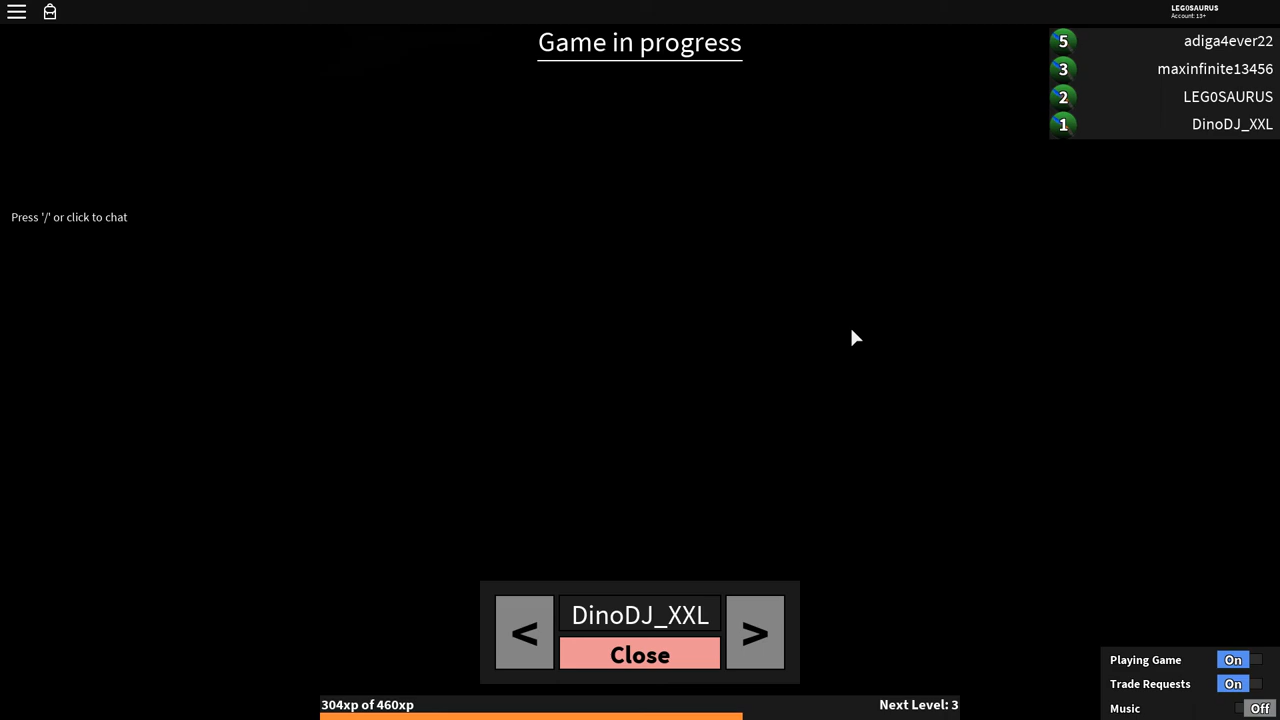 LEG0SAURUS
Account: 13+
Game in progress
5 adiga4ever22
3 maxinfinite13456
2 LEG0SAURUS
1 DinoDJ_XXL
Press '/' or click to chat
< DinoDJ_XXL >
Close
304xp of 460xp Next Level: 3
Playing Game On
Trade Requests On
Music Off